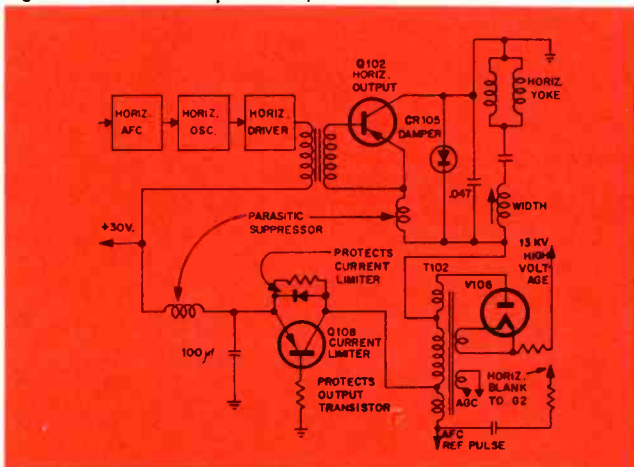 Q102
HORIZ.
OUTPUT
HORIZ.
AFC
HORIZ.
OSC.
HORIZ.
DRIVER
CR105
DAMPER
HORIZ.
YOKE
.047
WIDTH
+30V.
PARASITIC
SUPPRESSOR
PROTECTS
CURRENT
LIMITER
T102
13 KV
HIGH
VOLT-
AGE
V106
Q108
CURRENT
LIMITER
100µf
PROTECTS
OUTPUT
TRANSISTOR
AGC
HORIZ.
BLANK
TO G2
AFC
REF PULSE